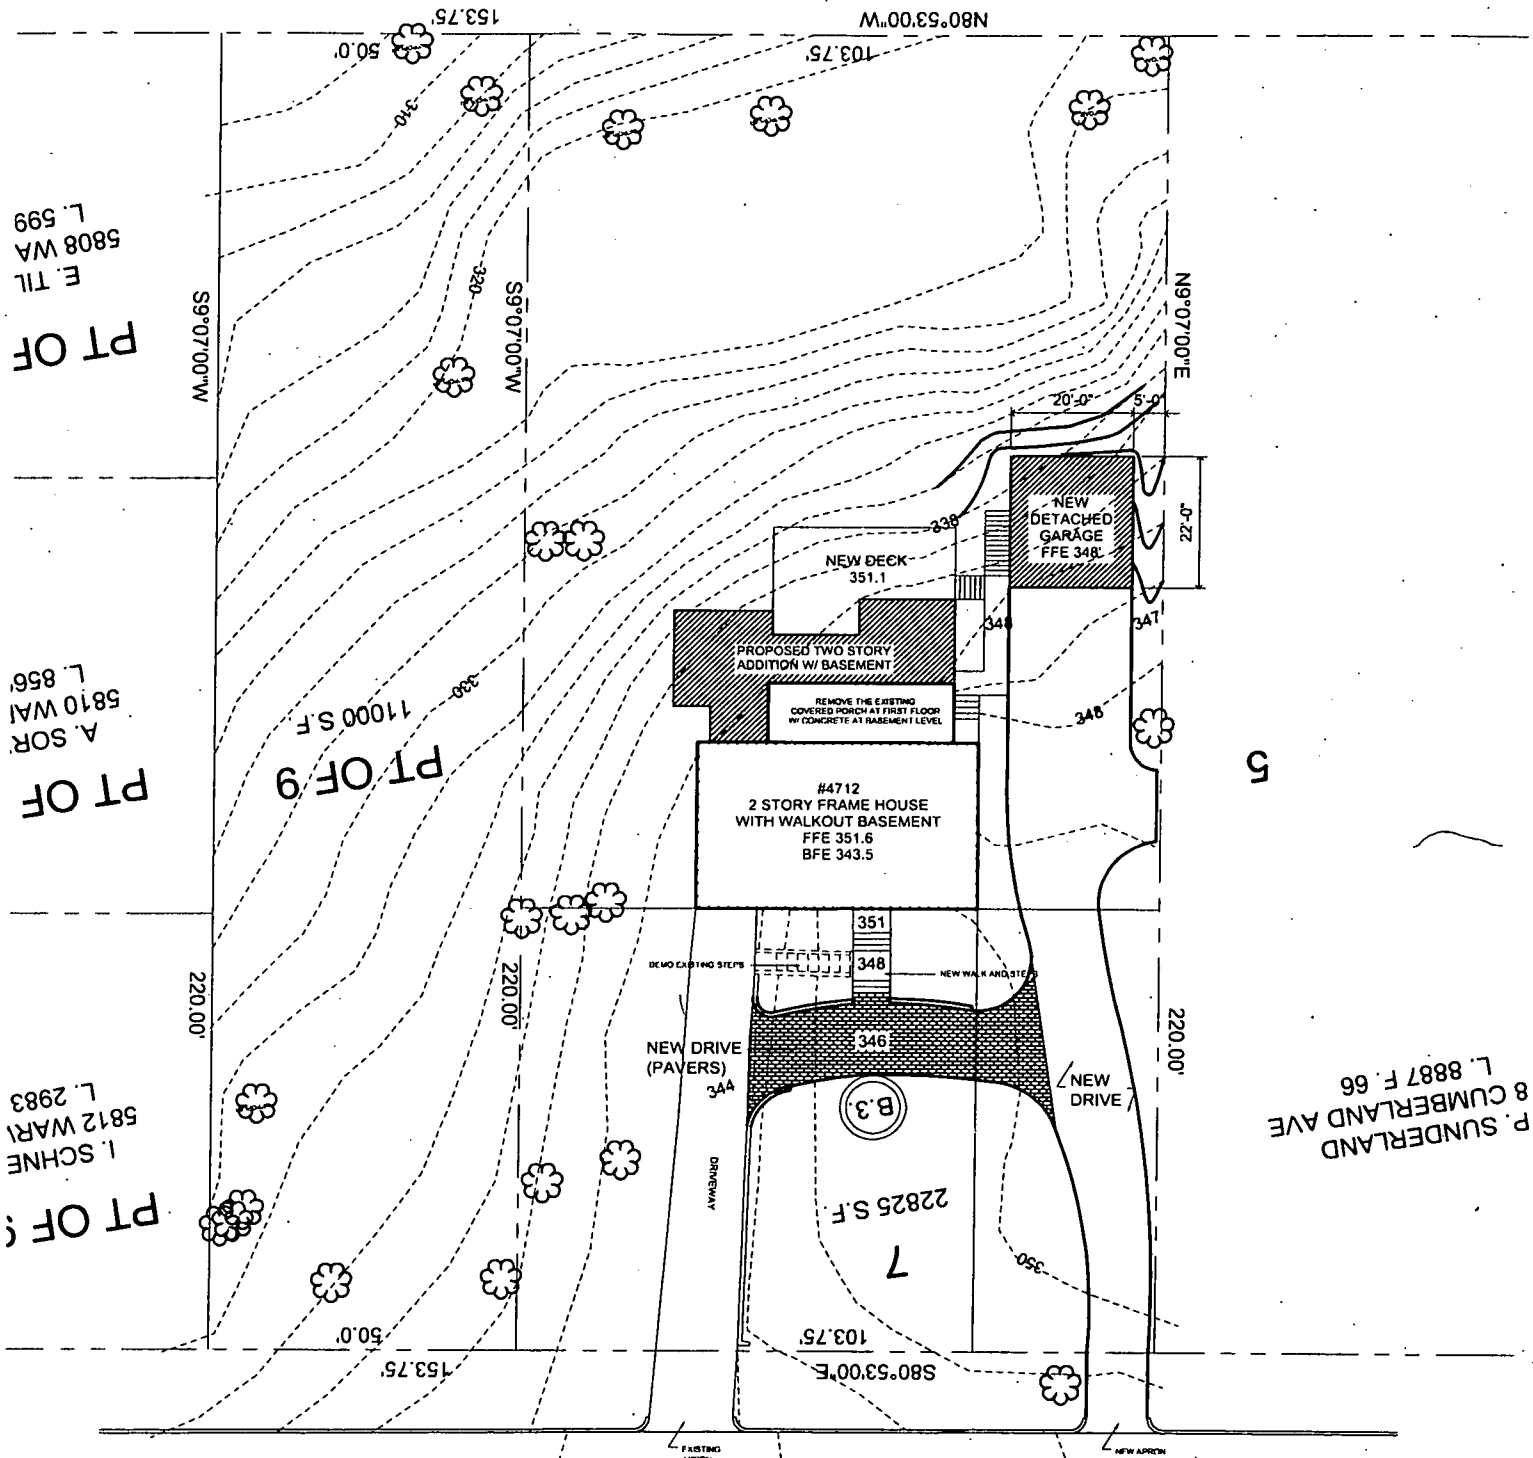 153.75'
N80°53'00"W
50.0'
103.75'
310
L. 599
5808 WA
E. TIL
PT OF
S9°07'00"W
320
S9°07'00"W
N9°07'00"E
20'-0"
5'-0"
NEW
DETACHED
GARAGE
FFE 348'
22'-0"
338
NEW DECK
351.1
348
347
PROPOSED TWO STORY
ADDITION W/ BASEMENT
REMOVE THE EXISTING
COVERED PORCH AT FIRST FLOOR
W/ CONCRETE AT BASEMENT LEVEL
348
L. 856
5810 WA
A. SOR
PT OF
330
11000 S.F.
PT OF 9
5
#4712
2 STORY FRAME HOUSE
WITH WALKOUT BASEMENT
FFE 351.6
BFE 343.5
351
DEMO EXISTING STEPS
348
NEW WALK AND STEPS
220.00'
220.00'
220.00'
346
NEW DRIVE
(PAVERS)
344
B.3.
NEW
DRIVE
L. 8887 F. 66
8 CUMBERLAND AVE
P. SUNDERLAND
L. 2983
5812 WARV
I. SCHNE
PT OF 9
DRIVEWAY
22825 S.F.
7
350
50.0'
153.75'
103.75'
S80°53'00"E
EXISTING
NEW APRON